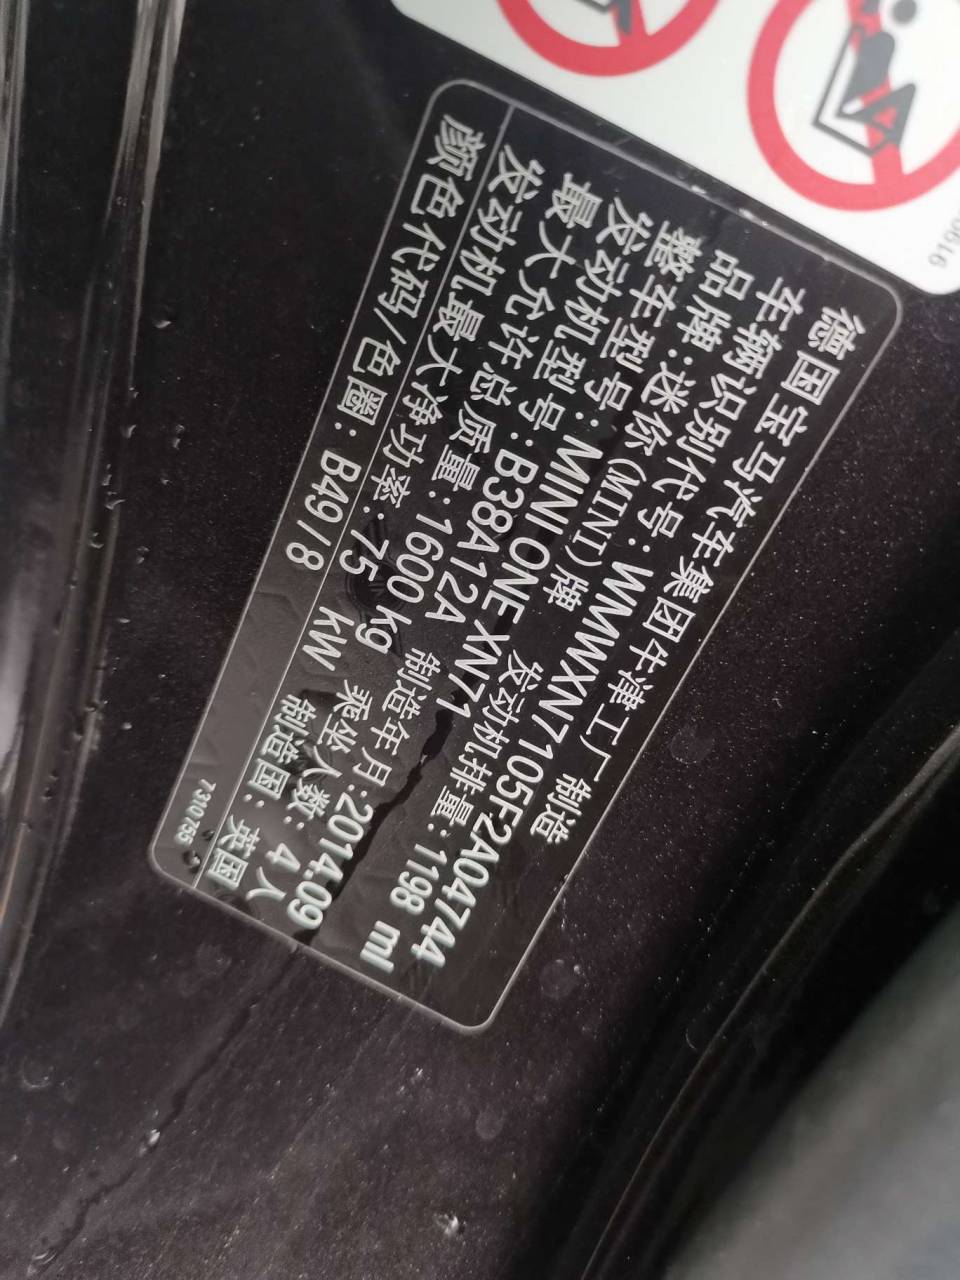 德国宝马汽车集团牛津工厂 制造
车辆识别代号: WMWXN7105F2A04744
品牌:迷你(MINI)牌 发动机排量: 1198 ml
整车型号: MINI ONE XN71
发动机型号: B38A12A 制造年月:2014.09
最大允许总质量: 1600 kg 乘坐人数: 4 人
发动机最大净功率: 75 kW 制造国: 英国
颜色代码/色圈: B49/8
7310755